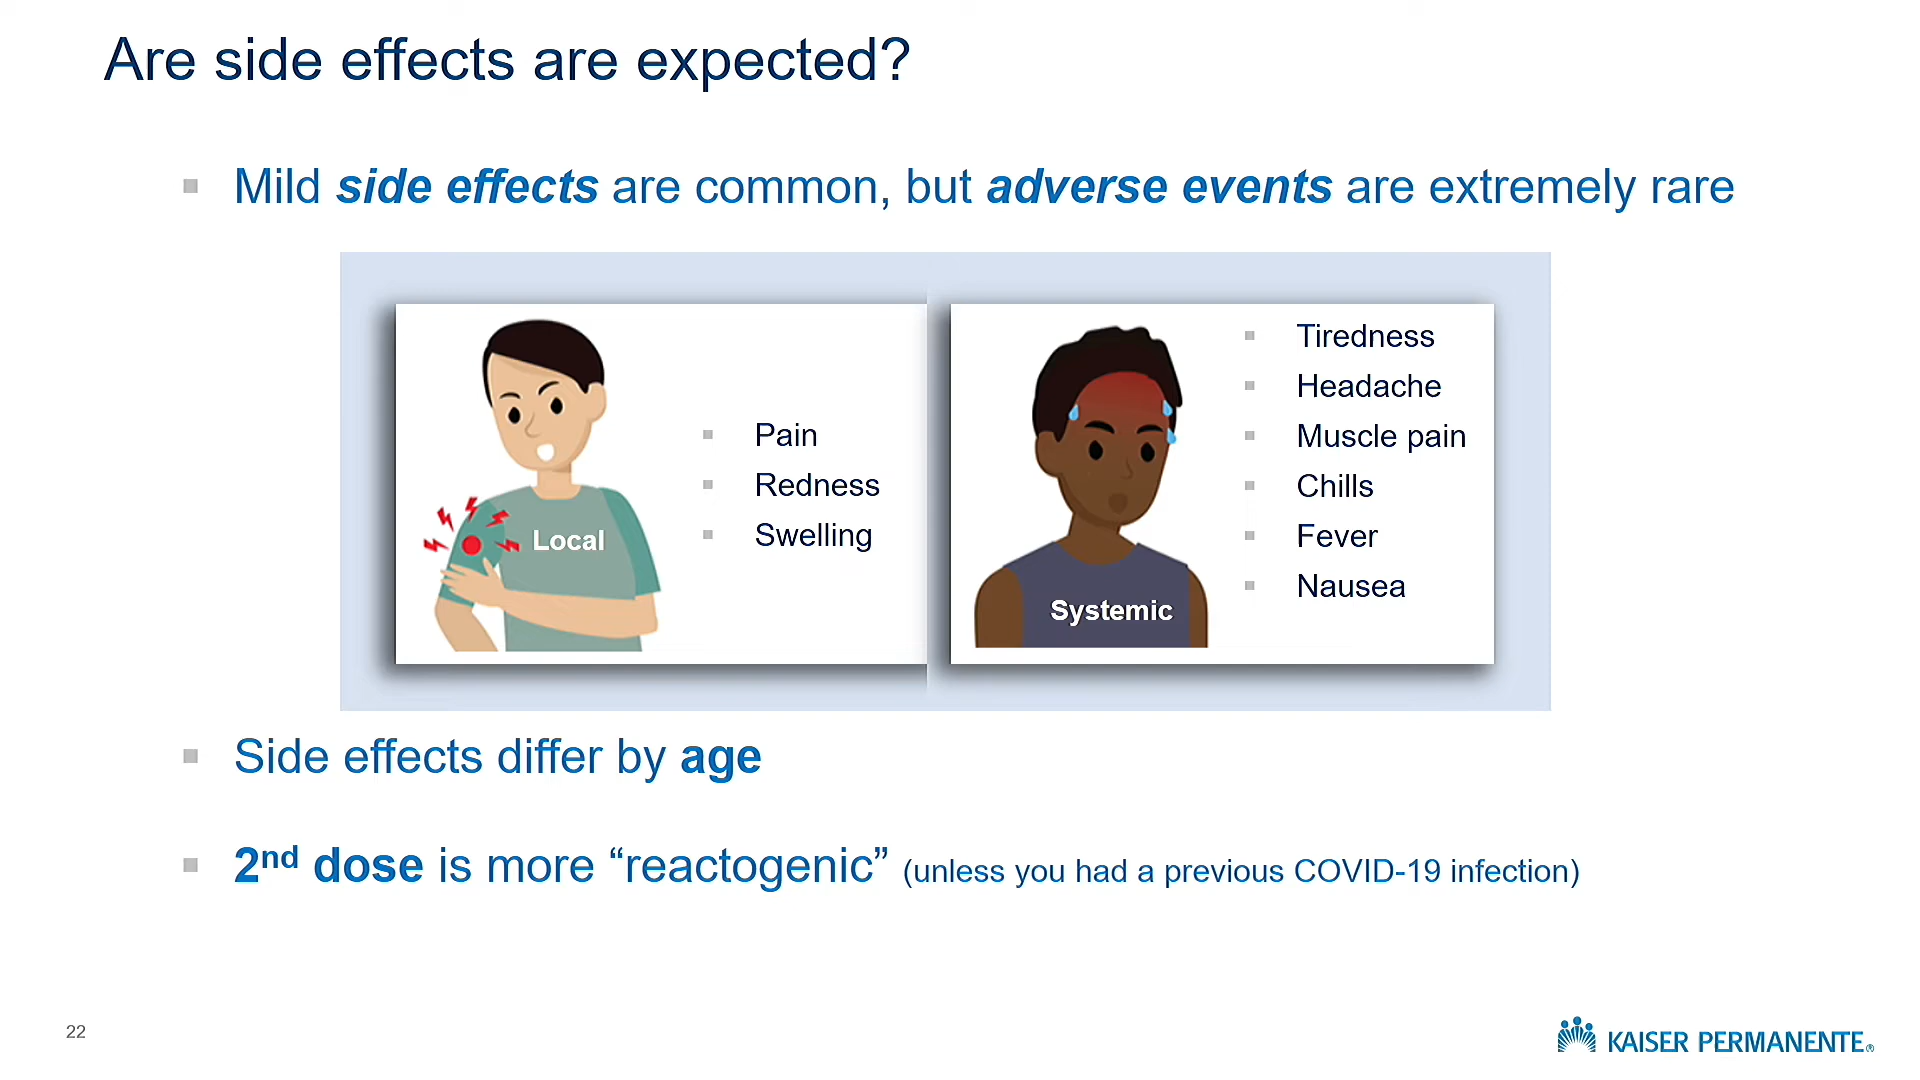 Are side effects are expected?
Mild side effects are common, but adverse events are extremely rare
Local
Pain
Redness
Swelling
Systemic
Tiredness
Headache
Muscle pain
Chills
Fever
Nausea
Side effects differ by age
2nd dose is more “reactogenic” (unless you had a previous COVID-19 infection)
22
KAISER PERMANENTE®